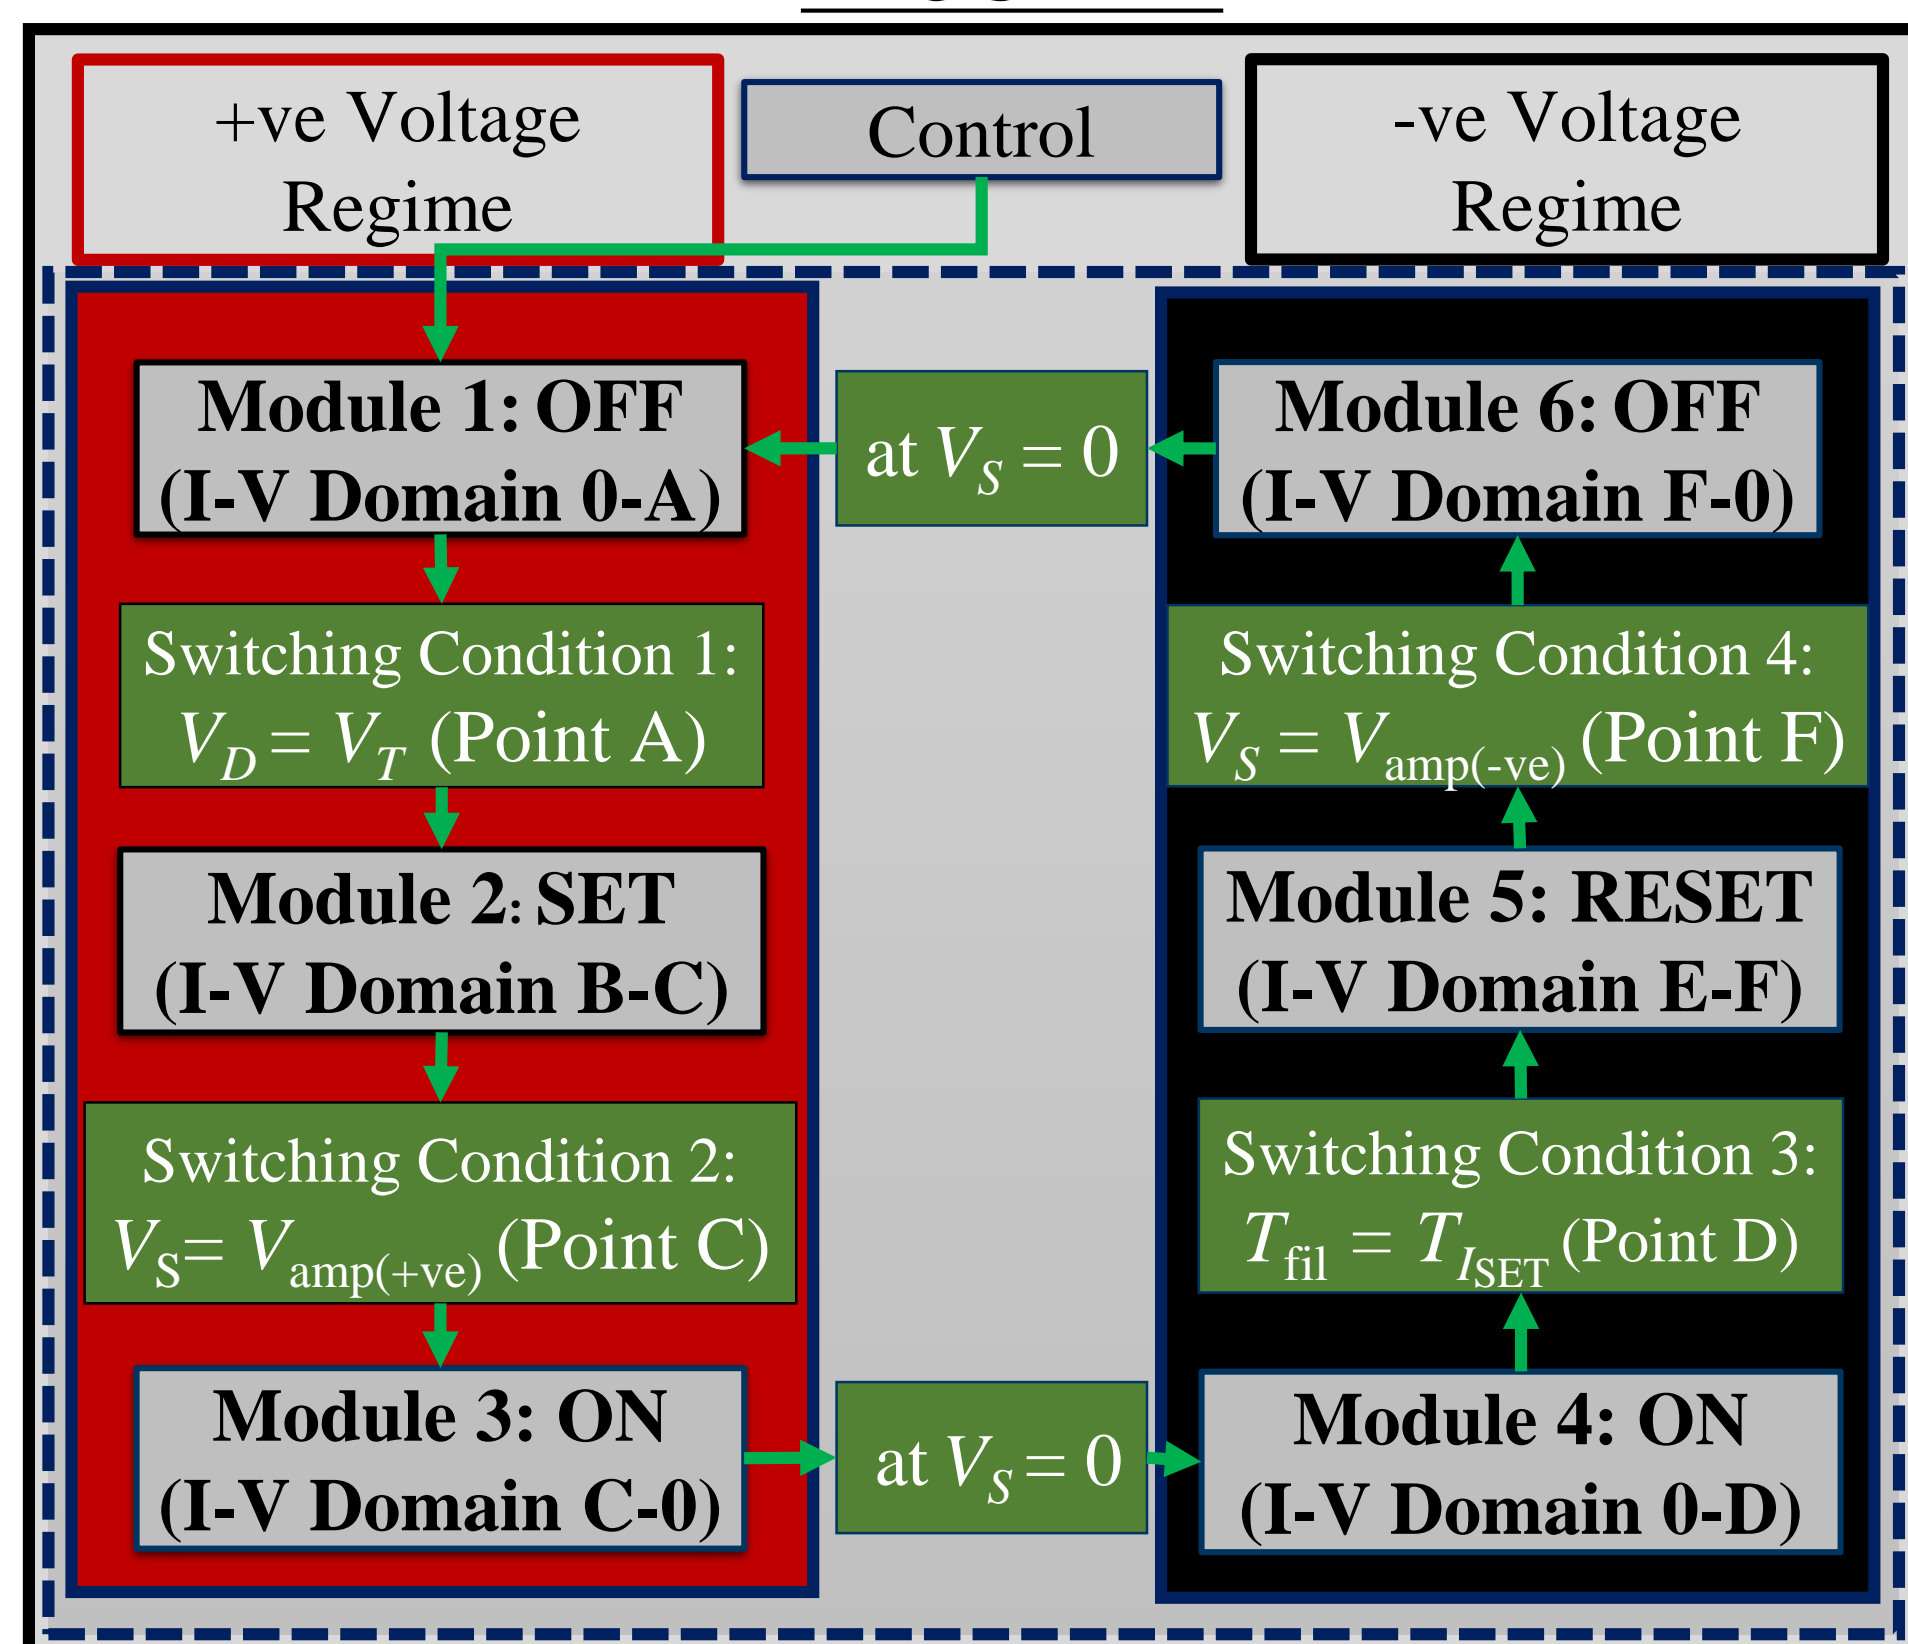 +ve Voltage
Regime
Control
-ve Voltage
Regime
Module 1: OFF
(I-V Domain 0-A)
at V_S = 0
Module 6: OFF
(I-V Domain F-0)
Switching Condition 1:
V_D = V_T (Point A)
Switching Condition 4:
V_S = V_amp(-ve) (Point F)
Module 2: SET
(I-V Domain B-C)
Module 5: RESET
(I-V Domain E-F)
Switching Condition 2:
V_S= V_amp(+ve) (Point C)
Switching Condition 3:
T_fil = T_I_SET (Point D)
Module 3: ON
(I-V Domain C-0)
at V_S = 0
Module 4: ON
(I-V Domain 0-D)